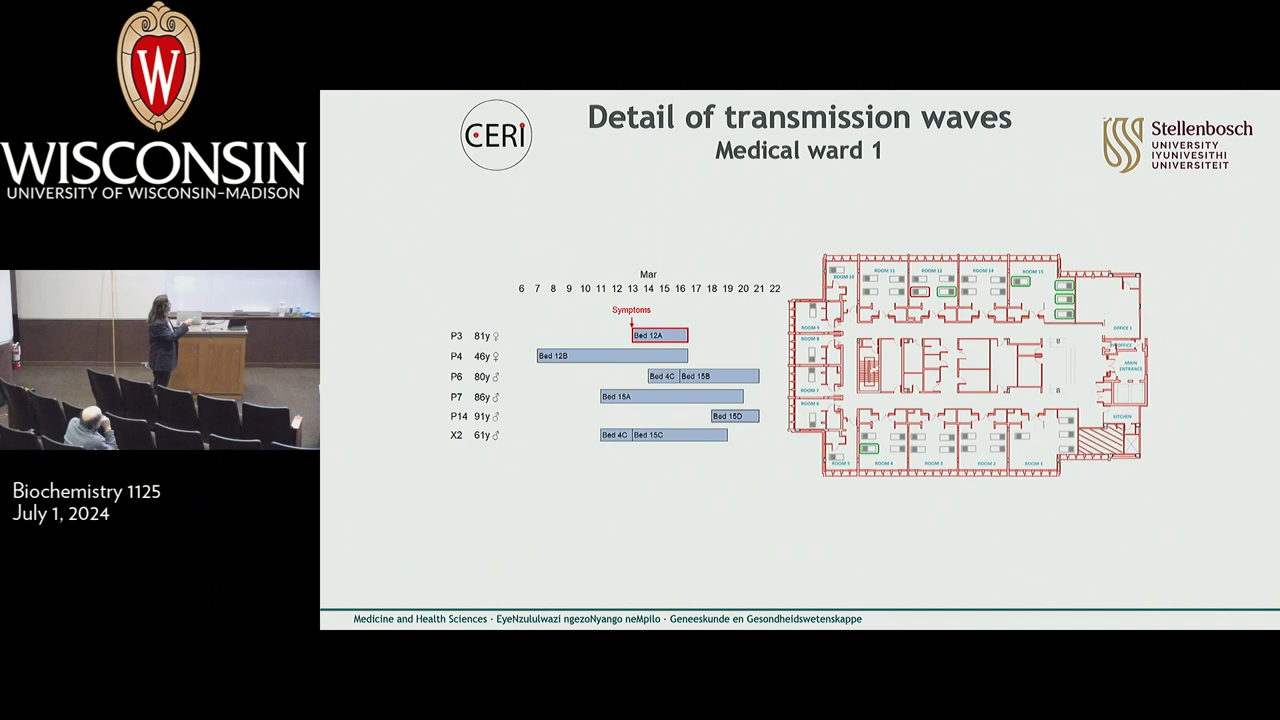 W
WISCONSIN
UNIVERSITY OF WISCONSIN-MADISON
Biochemistry 1125
July 1, 2024
CERI
Detail of transmission waves
Medical ward 1
Stellenbosch
UNIVERSITY
IYUNIVESITHI
UNIVERSITEIT
Mar
6 7 8 9 10 11 12 13 14 15 16 17 18 19 20 21 22
Symptoms
P3 81y ♀ Bed 12A
P4 46y ♀ Bed 12B
P6 80y ♂ Bed 4C Bed 15B
P7 86y ♂ Bed 15A
P14 91y ♂ Bed 15D
X2 61y ♂ Bed 4C Bed 15C
ROOM 10
ROOM 11
ROOM 12
ROOM 14
ROOM 15
ROOM 9
OFFICE 1
ROOM 8
MAIN
ENTRANCE
ROOM 7
ROOM 6
KITCHEN
ROOM 5
ROOM 4
ROOM 3
ROOM 2
ROOM 1
Medicine and Health Sciences · EyeNzululwazi ngezoNyango neMpilo · Geneeskunde en Gesondheidswetenskappe